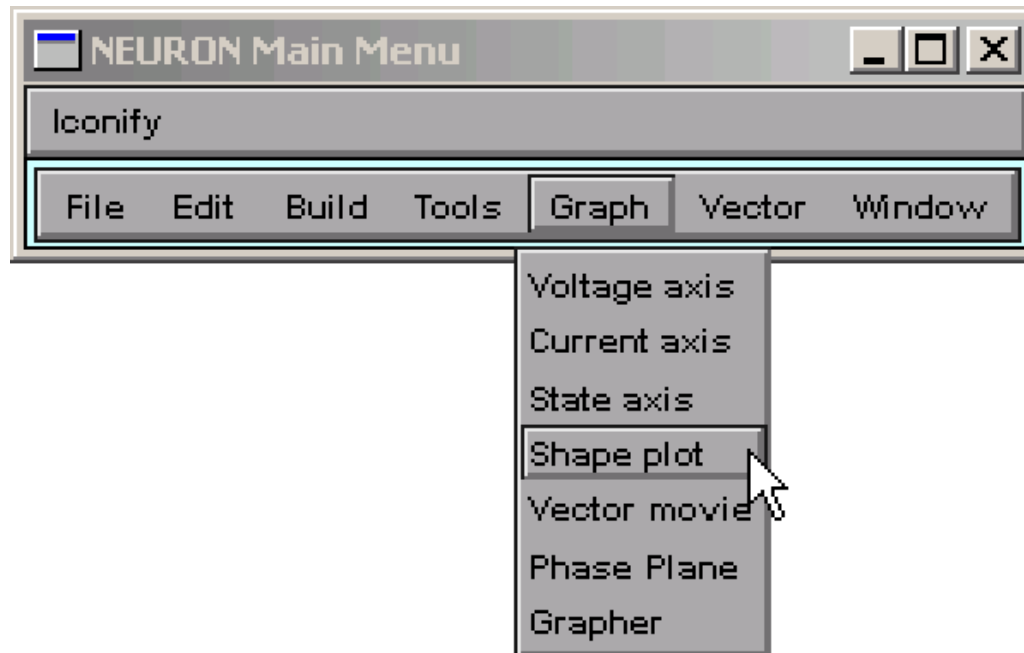 NEURON Main Menu
Iconify
File Edit Build Tools Graph Vector Window
Voltage axis
Current axis
State axis
Shape plot
Vector movie
Phase Plane
Grapher